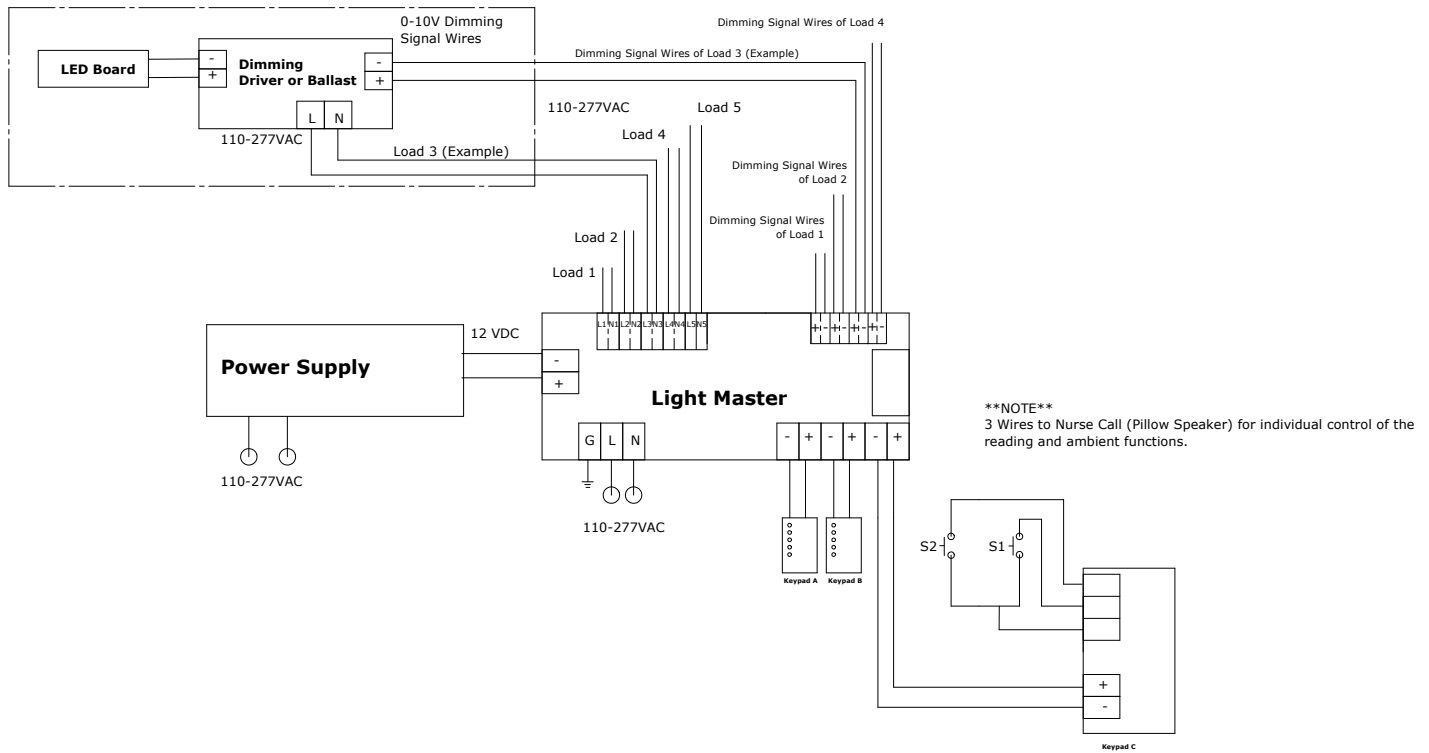 0-10V Dimming
Signal Wires
Dimming Signal Wires of Load 4
Dimming Signal Wires of Load 3 (Example)
LED Board
-
+
Dimming
Driver or Ballast
-
+
L N
110-277VAC
110-277VAC
Load 5
Load 4
Load 3 (Example)
Dimming Signal Wires
of Load 2
Dimming Signal Wires
of Load 1
Load 2
Load 1
L1 N1 L2 N2 L3 N3 L4 N4 L5 N5
+ - + - + - + -
12 VDC
Power Supply
-
+
Light Master
110-277VAC
G L N
110-277VAC
- + - + - +
**NOTE**
3 Wires to Nurse Call (Pillow Speaker) for individual control of the
reading and ambient functions.
S2
S1
Keypad A
Keypad B
+
-
Keypad C